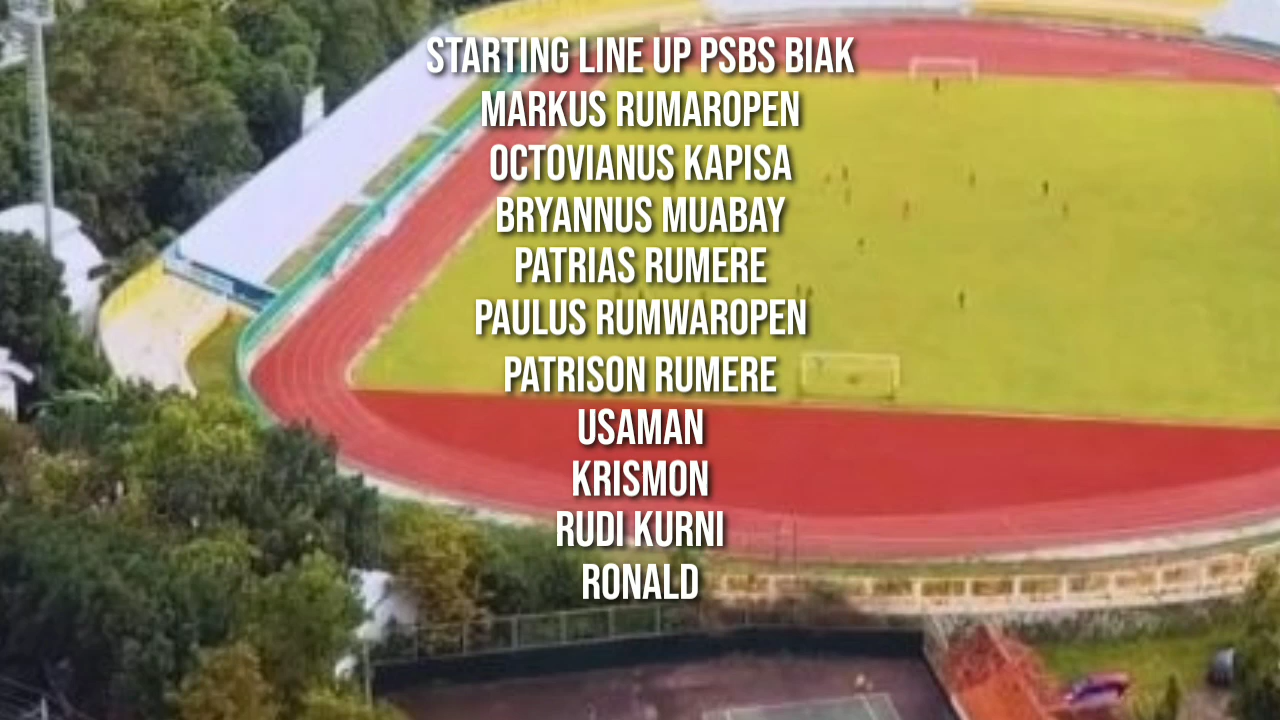 STARTING LINE UP PSBS BIAK
MARKUS RUMAROPEN
OCTOVIANUS KAPISA
BRYANNUS MUABAY
PATRIAS RUMERE
PAULUS RUMWAROPEN
PATRISON RUMERE
USAMAN
KRISMON
RUDI KURNI
RONALD